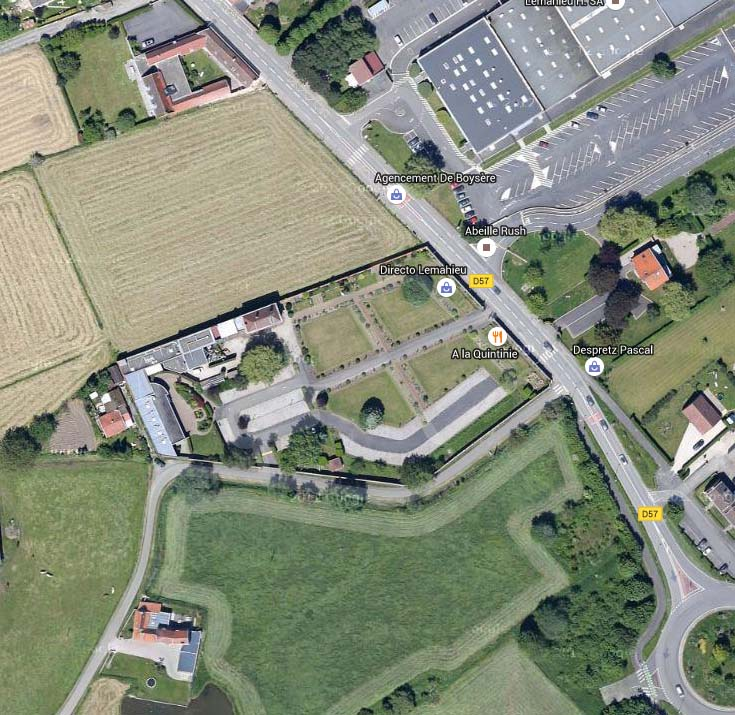 Lemahieu H. SA
Agencement De Boysère
Abeille Rush
Directo Lemahieu
D57
A la Quintinie
Despretz Pascal
D57